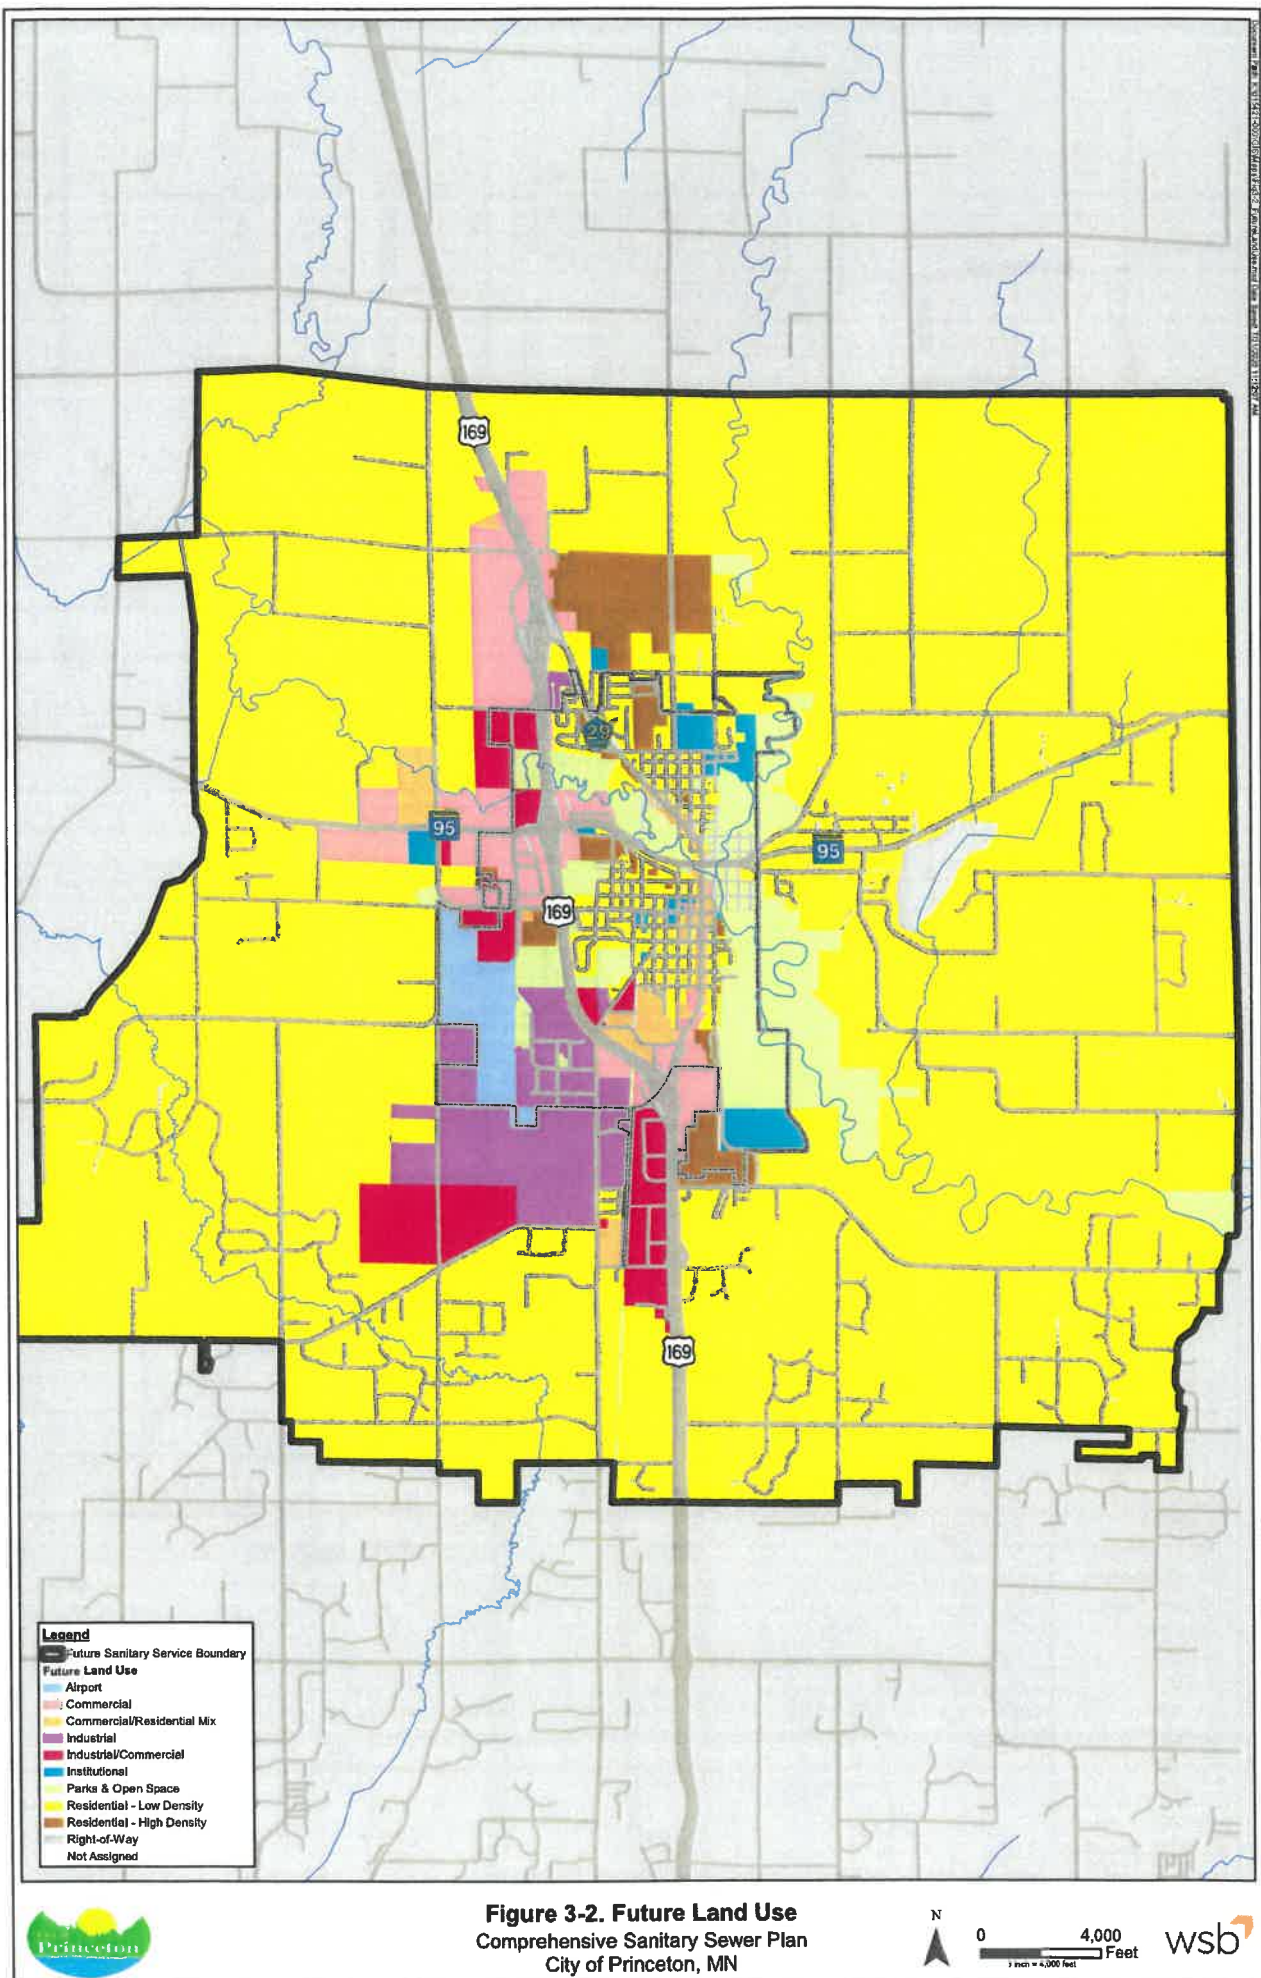 169
29
95
95
169
169
Legend
Future Sanitary Service Boundary
Future Land Use
Airport
Commercial
Commercial/Residential Mix
Industrial
Industrial/Commercial
Institutional
Parks & Open Space
Residential - Low Density
Residential - High Density
Right-of-Way
Not Assigned
Princeton
Figure 3-2. Future Land Use
Comprehensive Sanitary Sewer Plan
City of Princeton, MN
N
0 4,000
Feet
1 inch = 4,000 feet
wsb